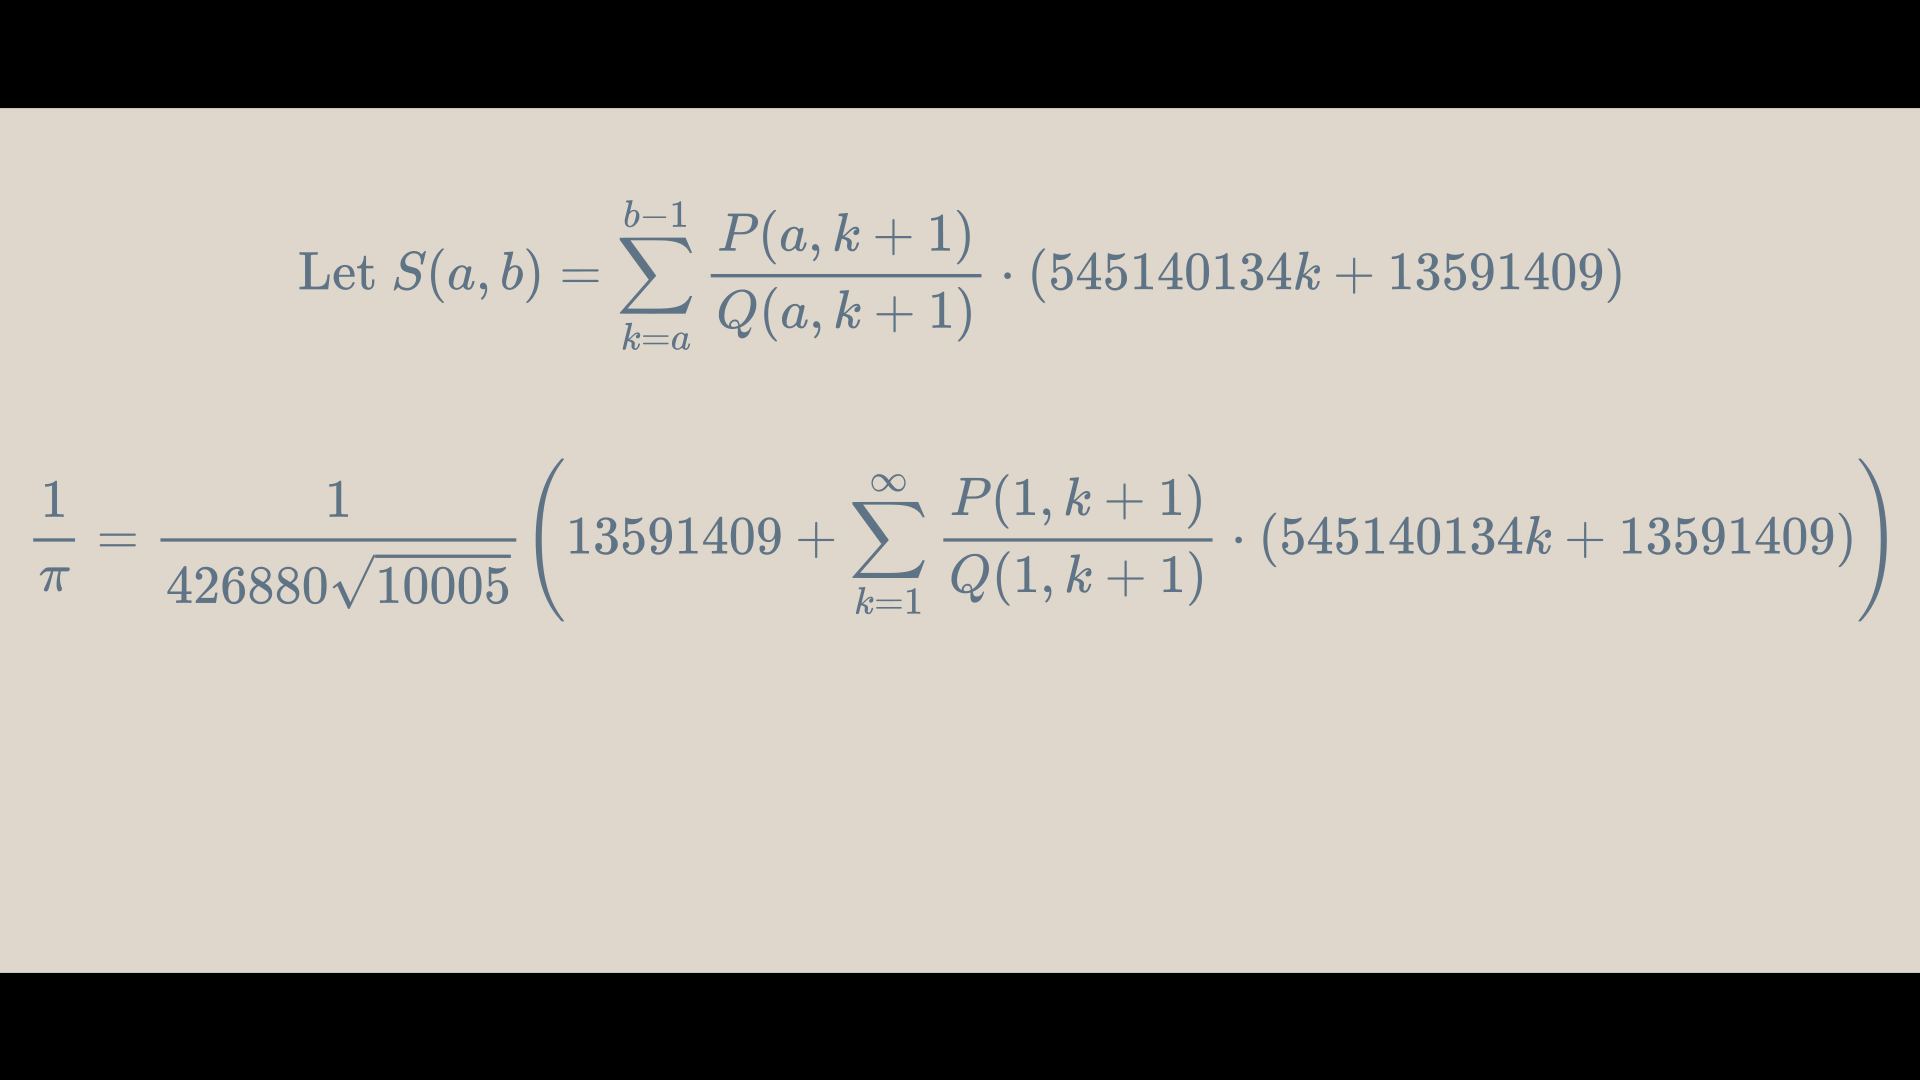 Let S(a, b) = \sum_{k=a}^{b-1} \frac{P(a, k+1)}{Q(a, k+1)} \cdot (545140134k + 13591409)
\frac{1}{\pi} = \frac{1}{426880\sqrt{10005}} \left( 13591409 + \sum_{k=1}^{\infty} \frac{P(1, k+1)}{Q(1, k+1)} \cdot (545140134k + 13591409) \right)